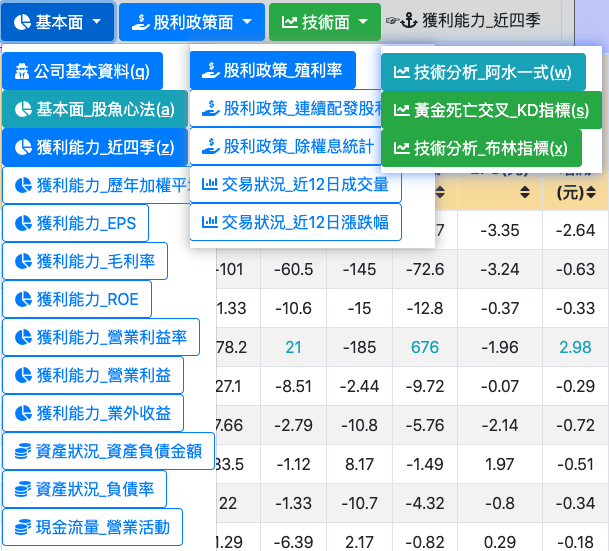 基本面 股利政策面 技術面 獲利能力_近四季
公司基本資料(q) 股利政策_殖利率 技術分析_阿水一式(w)
基本面_股魚心法(a) 股利政策_連續配發股利 黃金死亡交叉_KD指標(s)
獲利能力_近四季(z) 股利政策_除權息統計 技術分析_布林指標(x)
獲利能力_歷年加權平 交易狀況_近12日成交量 (元)
獲利能力_EPS 交易狀況_近12日漲跌幅 7 -3.35 -2.64
獲利能力_毛利率 -101 -60.5 -145 -72.6 -3.24 -0.63
獲利能力_ROE 1.33 -10.6 -15 -12.8 -0.37 -0.33
獲利能力_營業利益率 78.2 21 -185 676 -1.96 2.98
獲利能力_營業利益 27.1 -8.51 -2.44 -9.72 -0.07 -0.29
獲利能力_業外收益 7.66 -2.79 -10.8 -5.76 -2.14 -0.72
資產狀況_資產負債金額 33.5 -1.12 8.17 -1.49 1.97 -0.51
資產狀況_負債率 22 -1.33 -10.7 -4.32 -0.8 -0.34
現金流量_營業活動 1.29 -6.39 2.17 -0.82 0.29 -0.18